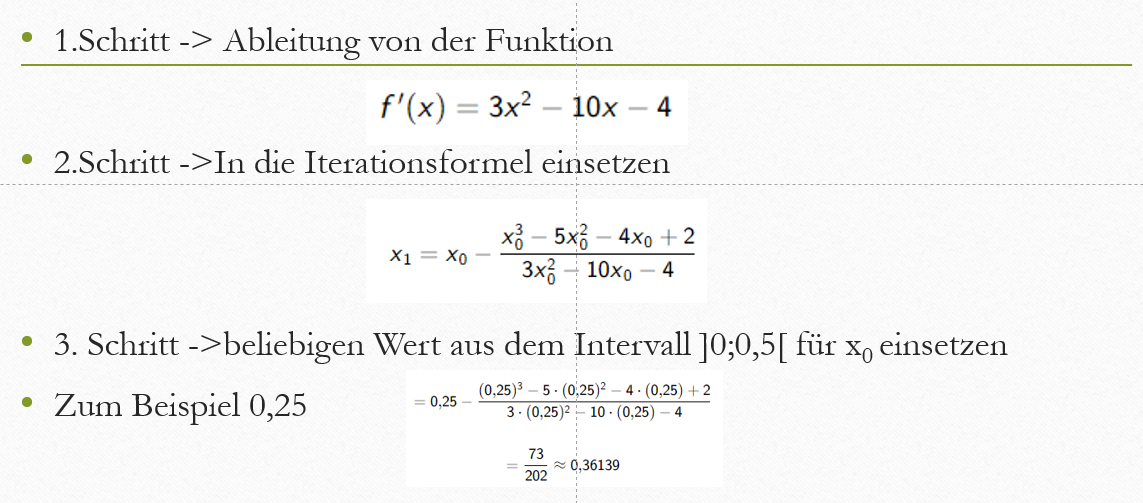 • 1.Schritt -> Ableitung von der Funktion
f'(x) = 3x² − 10x − 4
• 2.Schritt ->In die Iterationsformel einsetzen
x₁ = x₀ − (x₀³ − 5x₀² − 4x₀ + 2) / (3x₀² − 10x₀ − 4)
• 3. Schritt ->beliebigen Wert aus dem Intervall ]0;0,5[ für x₀ einsetzen
• Zum Beispiel 0,25
= 0,25 − ((0,25)³ − 5 · (0,25)² − 4 · (0,25) + 2) / (3 · (0,25)² − 10 · (0,25) − 4)
= 73/202 ≈ 0,36139